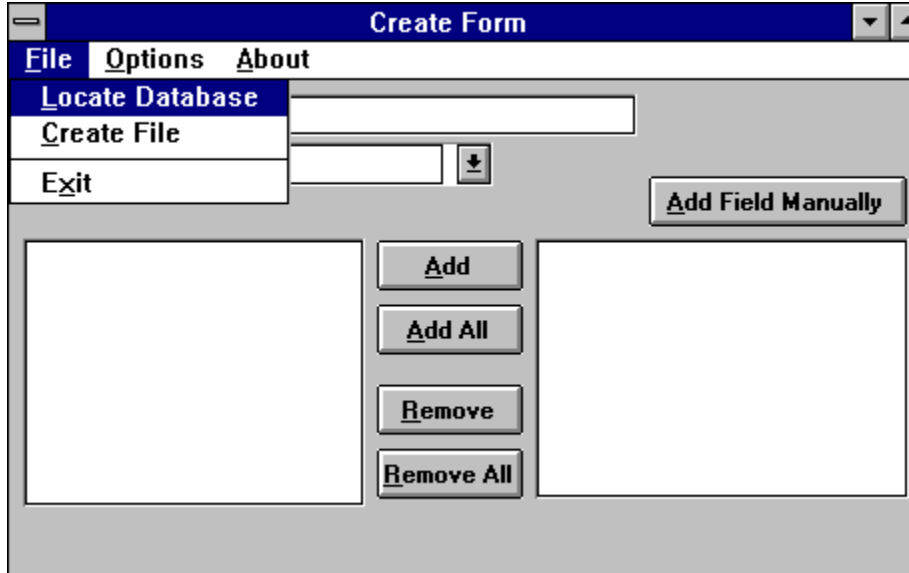 Create Form
File Options About
Locate Database
Create File
Exit
Add Field Manually
Add
Add All
Remove
Remove All